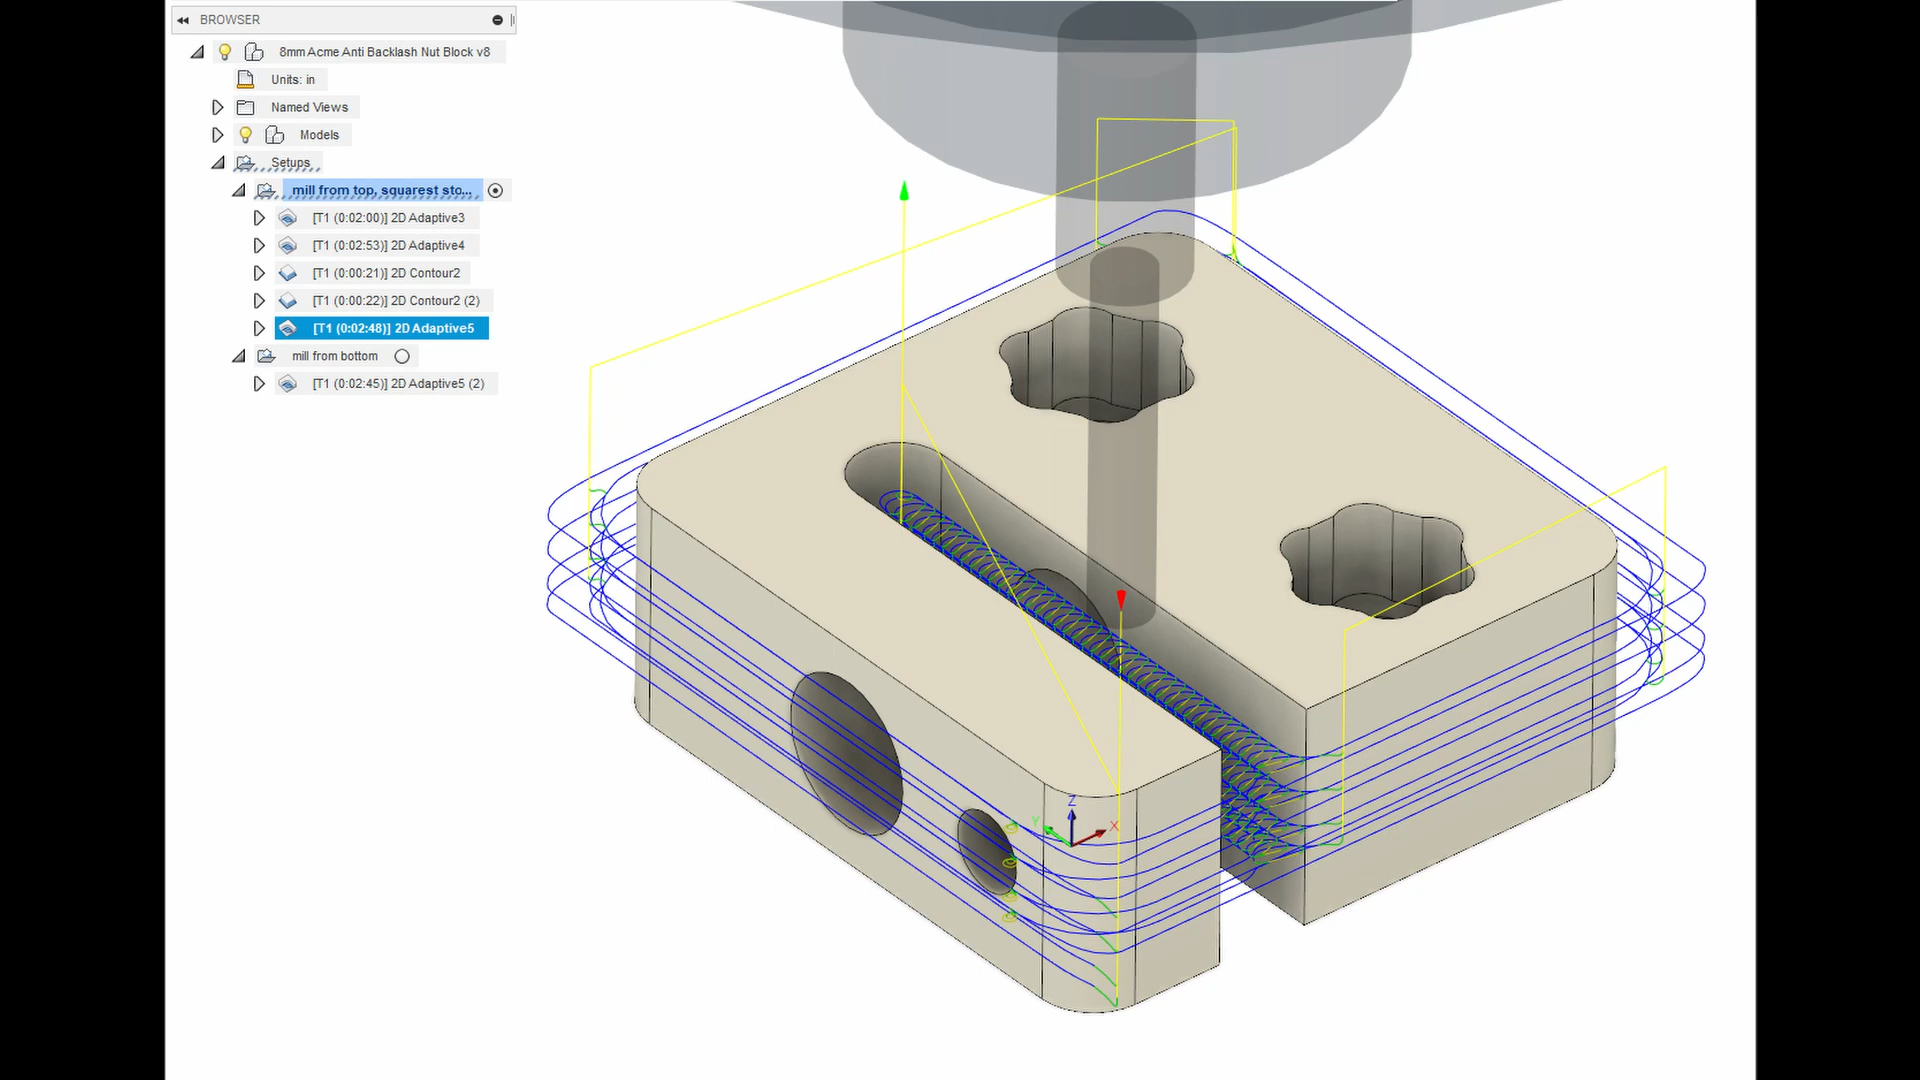 BROWSER
8mm Acme Anti Backlash Nut Block v8
Units: in
Named Views
Models
Setups
mill from top, squarest sto...
[T1 (0:02:00)] 2D Adaptive3
[T1 (0:02:53)] 2D Adaptive4
[T1 (0:00:21)] 2D Contour2
[T1 (0:00:22)] 2D Contour2 (2)
[T1 (0:02:48)] 2D Adaptive5
mill from bottom
[T1 (0:02:45)] 2D Adaptive5 (2)
Z
Y
X